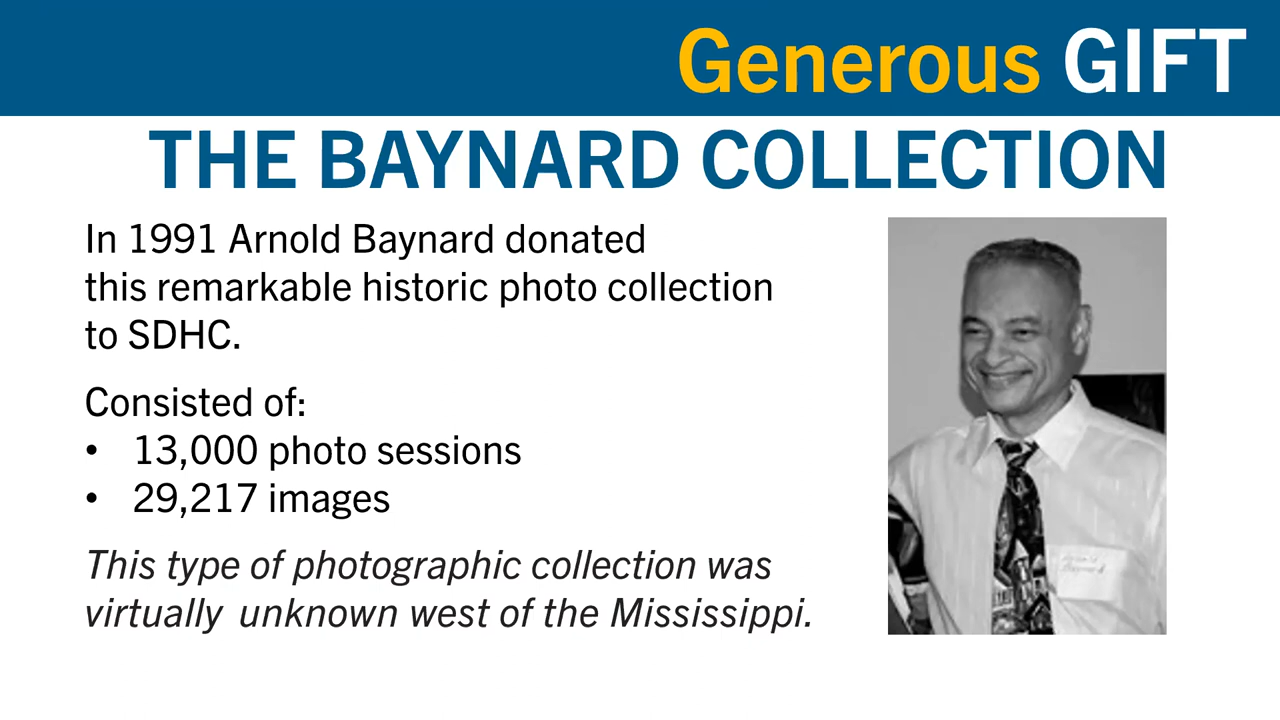 Generous GIFT
THE BAYNARD COLLECTION
In 1991 Arnold Baynard donated
this remarkable historic photo collection
to SDHC.
Consisted of:
• 13,000 photo sessions
• 29,217 images
This type of photographic collection was
virtually unknown west of the Mississippi.